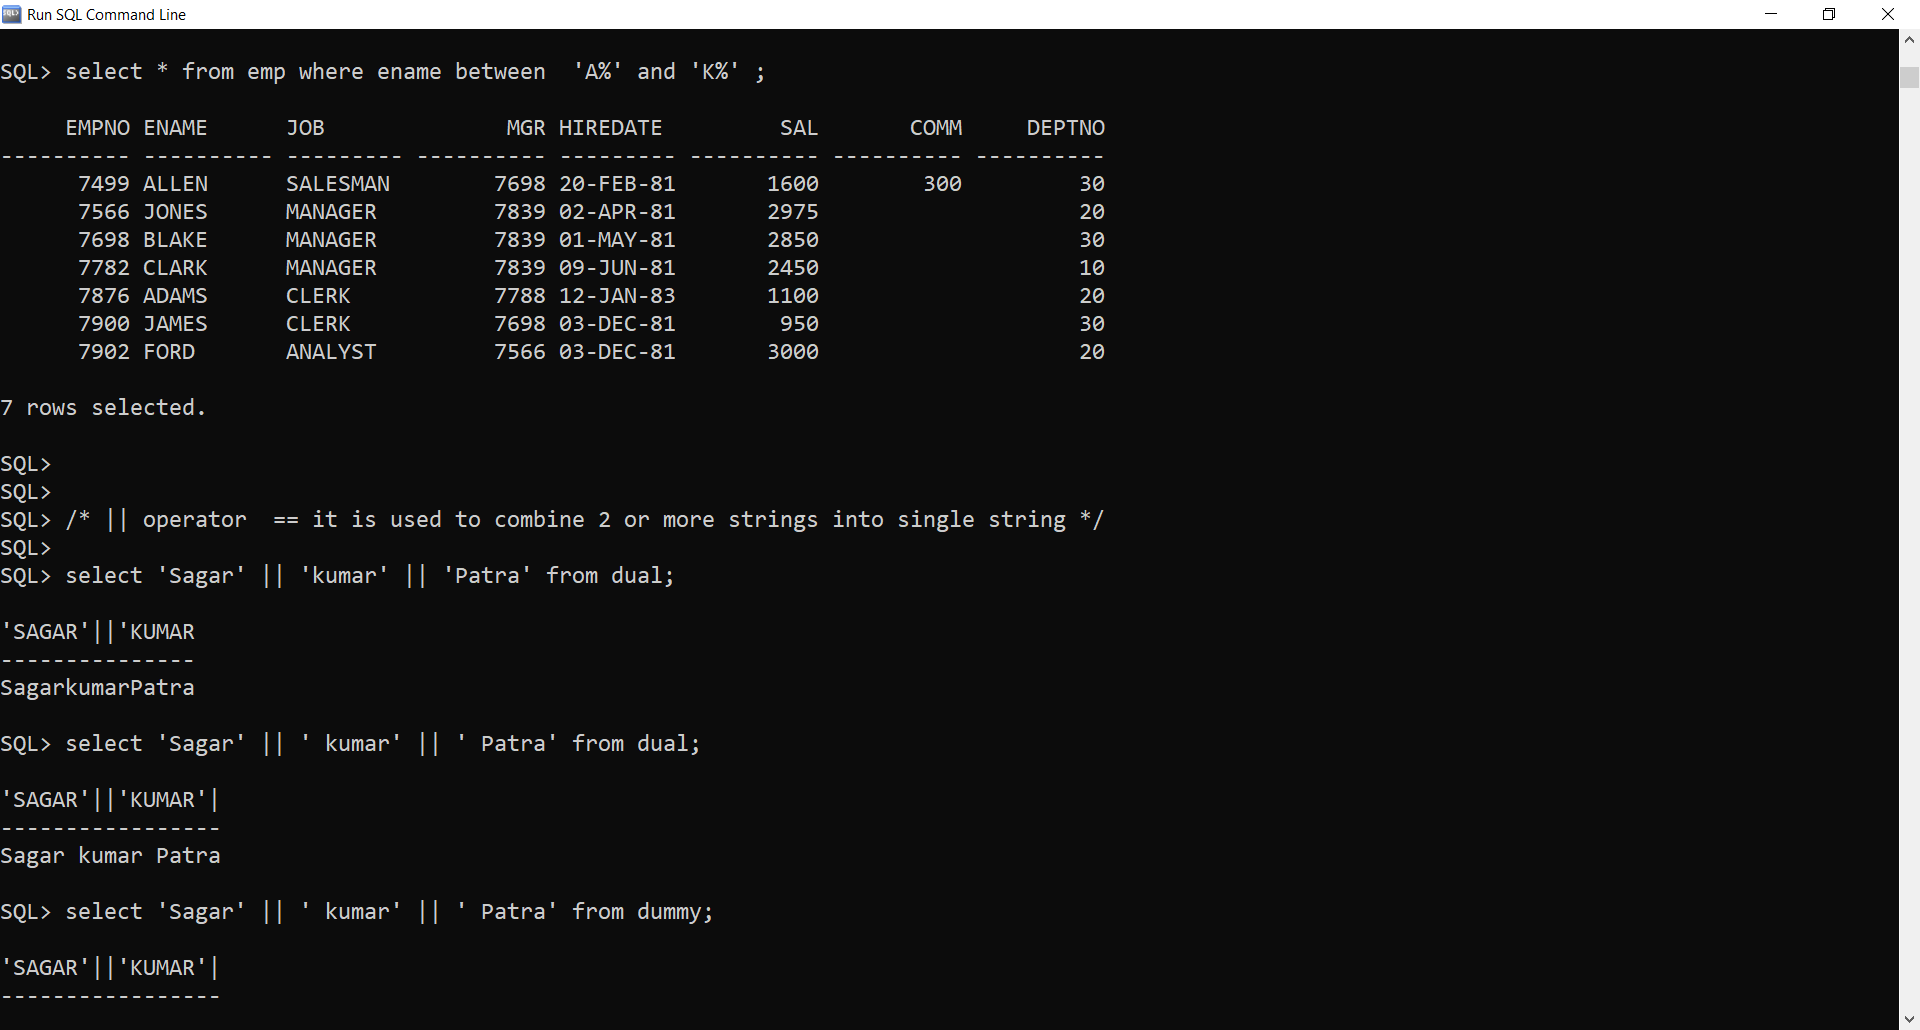 Run SQL Command Line
SQL> select * from emp where ename between  'A%' and 'K%' ;
     EMPNO ENAME      JOB              MGR HIREDATE         SAL       COMM     DEPTNO
---------- ---------- --------- ---------- --------- ---------- ---------- ----------
      7499 ALLEN      SALESMAN        7698 20-FEB-81       1600        300         30
      7566 JONES      MANAGER         7839 02-APR-81       2975                    20
      7698 BLAKE      MANAGER         7839 01-MAY-81       2850                    30
      7782 CLARK      MANAGER         7839 09-JUN-81       2450                    10
      7876 ADAMS      CLERK           7788 12-JAN-83       1100                    20
      7900 JAMES      CLERK           7698 03-DEC-81        950                    30
      7902 FORD       ANALYST         7566 03-DEC-81       3000                    20
7 rows selected.
SQL>
SQL>
SQL> /* || operator  == it is used to combine 2 or more strings into single string */
SQL>
SQL> select 'Sagar' || 'kumar' || 'Patra' from dual;
'SAGAR'||'KUMAR
---------------
SagarkumarPatra
SQL> select 'Sagar' || ' kumar' || ' Patra' from dual;
'SAGAR'||'KUMAR'|
-----------------
Sagar kumar Patra
SQL> select 'Sagar' || ' kumar' || ' Patra' from dummy;
'SAGAR'||'KUMAR'|
-----------------